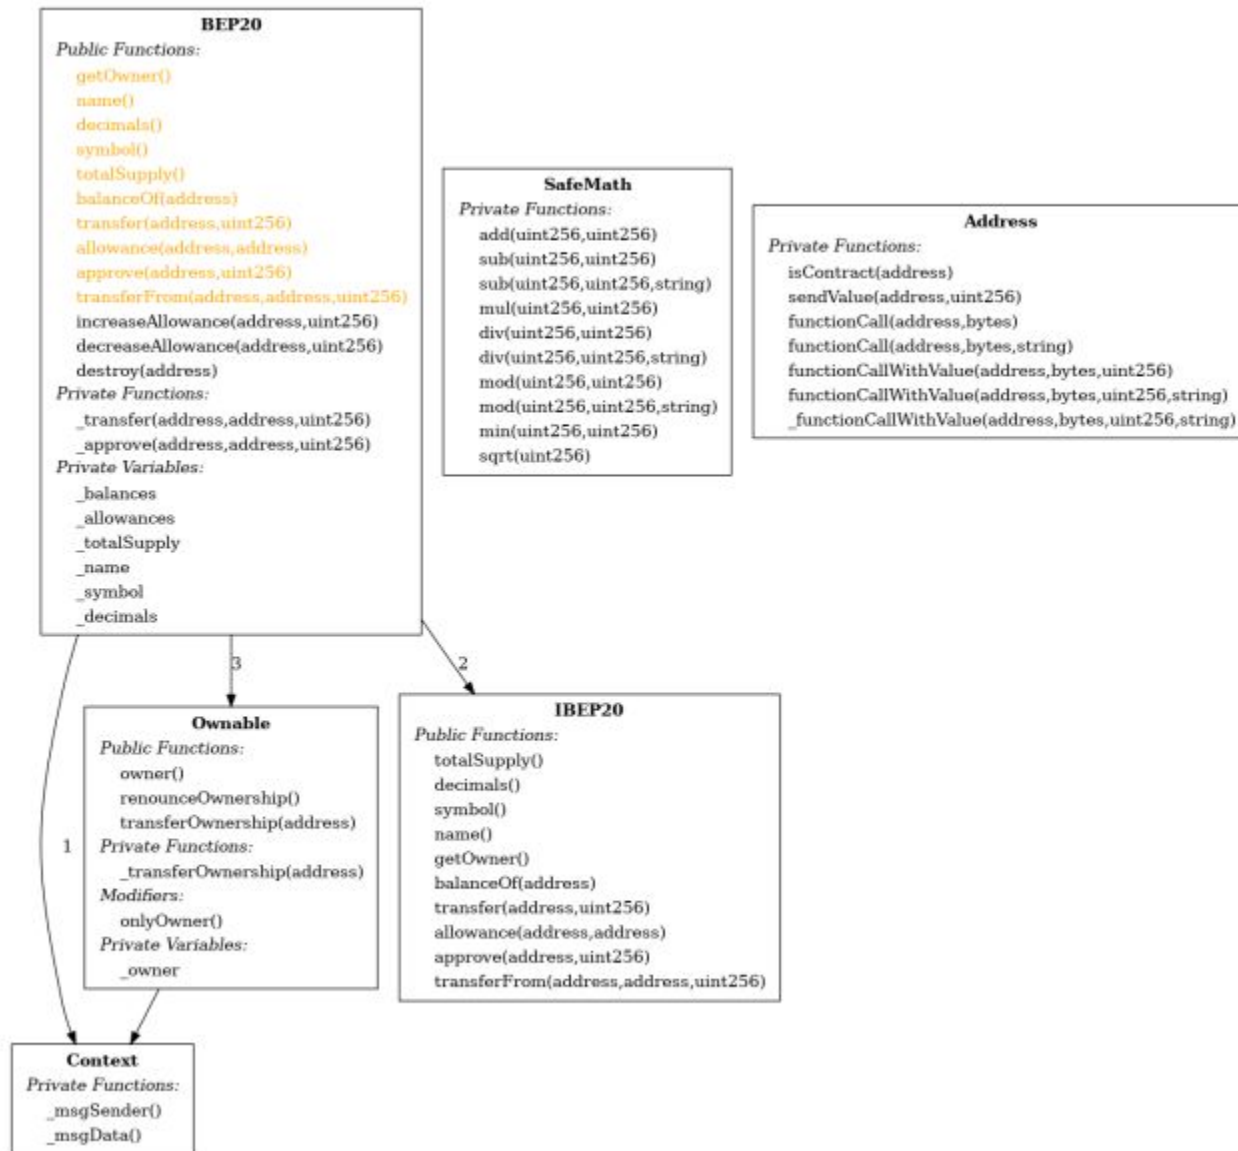 BEP20
Public Functions:
getOwner()
name()
decimals()
symbol()
totalSupply()
balanceOf(address)
transfer(address,uint256)
allowance(address,address)
approve(address,uint256)
transferFrom(address,address,uint256)
increaseAllowance(address,uint256)
decreaseAllowance(address,uint256)
destroy(address)
Private Functions:
_transfer(address,address,uint256)
_approve(address,address,uint256)
Private Variables:
_balances
_allowances
_totalSupply
_name
_symbol
_decimals
SafeMath
Private Functions:
add(uint256,uint256)
sub(uint256,uint256)
sub(uint256,uint256,string)
mul(uint256,uint256)
div(uint256,uint256)
div(uint256,uint256,string)
mod(uint256,uint256)
mod(uint256,uint256,string)
min(uint256,uint256)
sqrt(uint256)
Address
Private Functions:
isContract(address)
sendValue(address,uint256)
functionCall(address,bytes)
functionCall(address,bytes,string)
functionCallWithValue(address,bytes,uint256)
functionCallWithValue(address,bytes,uint256,string)
_functionCallWithValue(address,bytes,uint256,string)
3
2
1
Ownable
Public Functions:
owner()
renounceOwnership()
transferOwnership(address)
Private Functions:
_transferOwnership(address)
Modifiers:
onlyOwner()
Private Variables:
_owner
IBEP20
Public Functions:
totalSupply()
decimals()
symbol()
name()
getOwner()
balanceOf(address)
transfer(address,uint256)
allowance(address,address)
approve(address,uint256)
transferFrom(address,address,uint256)
Context
Private Functions:
_msgSender()
_msgData()